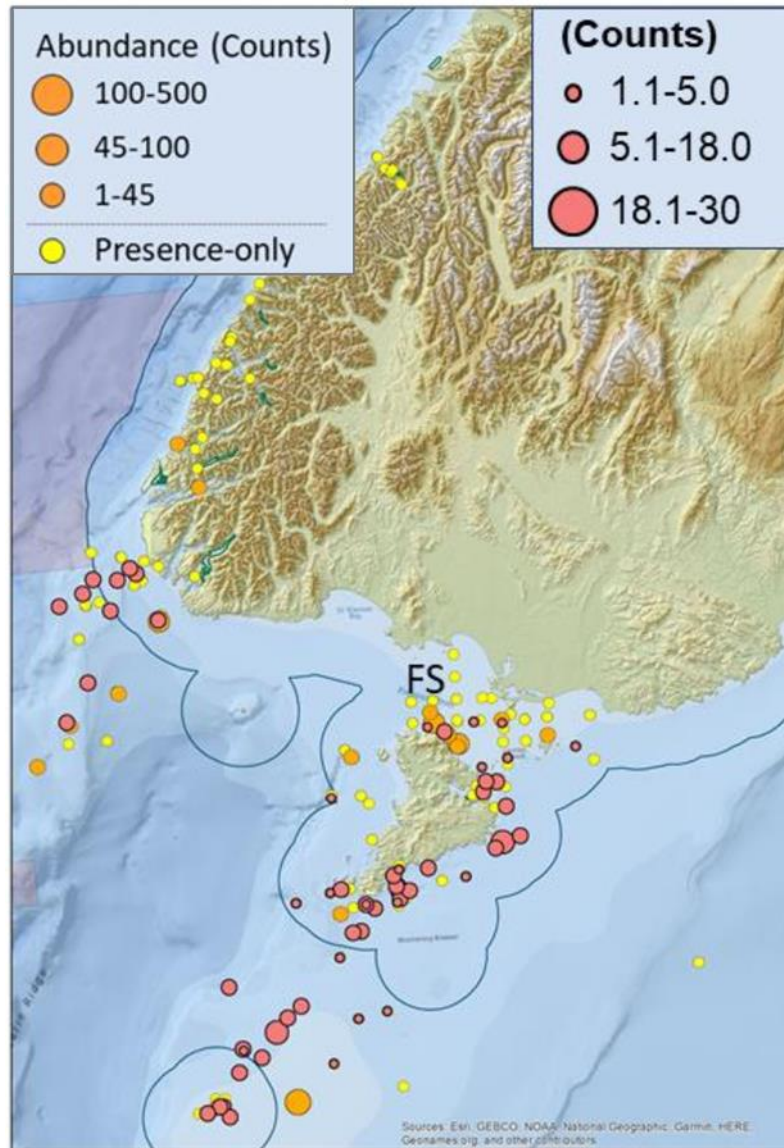 Abundance (Counts)
100-500
45-100
1-45
Presence-only
(Counts)
1.1-5.0
5.1-18.0
18.1-30
FS
Sources: Esri, GEBCO, NOAA, National Geographic, Garmin, HERE,
Geonames.org, and other contributors